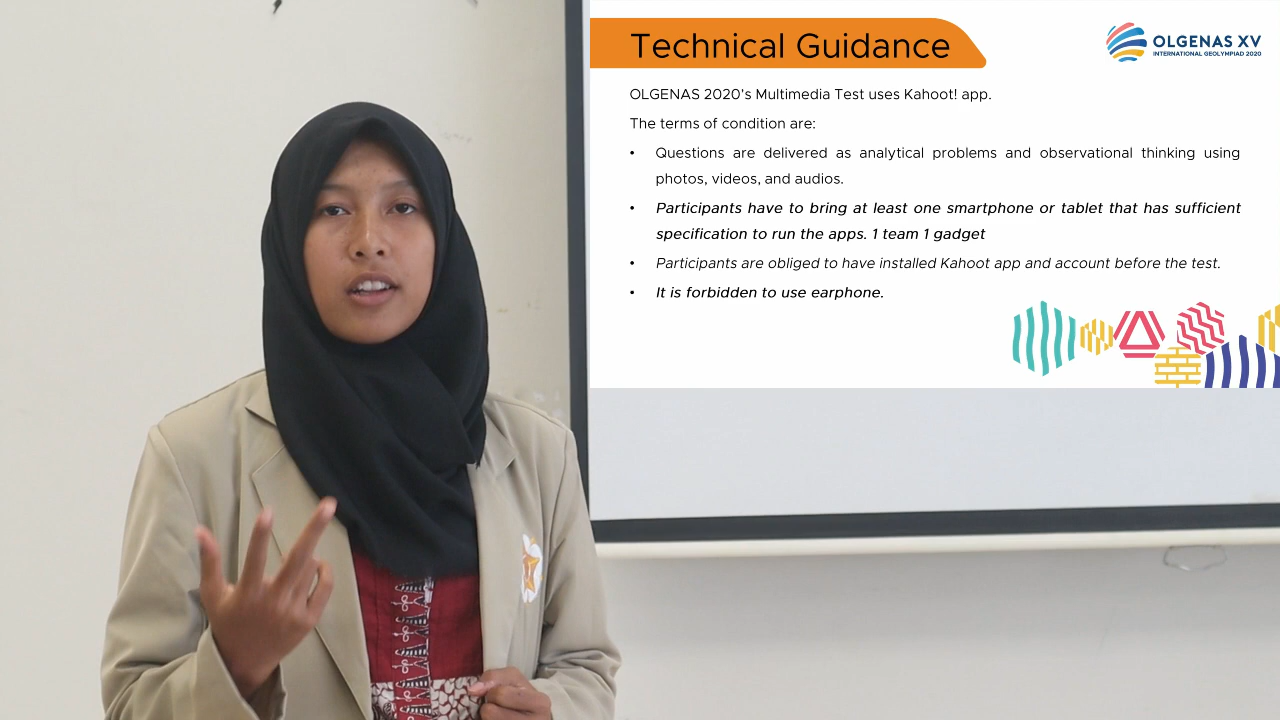 Technical Guidance
OLGENAS XV
INTERNATIONAL GEOLYMPIAD 2020
OLGENAS 2020's Multimedia Test uses Kahoot! app.
The terms of condition are:
• Questions are delivered as analytical problems and observational thinking using
photos, videos, and audios.
• Participants have to bring at least one smartphone or tablet that has sufficient
specification to run the apps. 1 team 1 gadget
• Participants are obliged to have installed Kahoot app and account before the test.
• It is forbidden to use earphone.